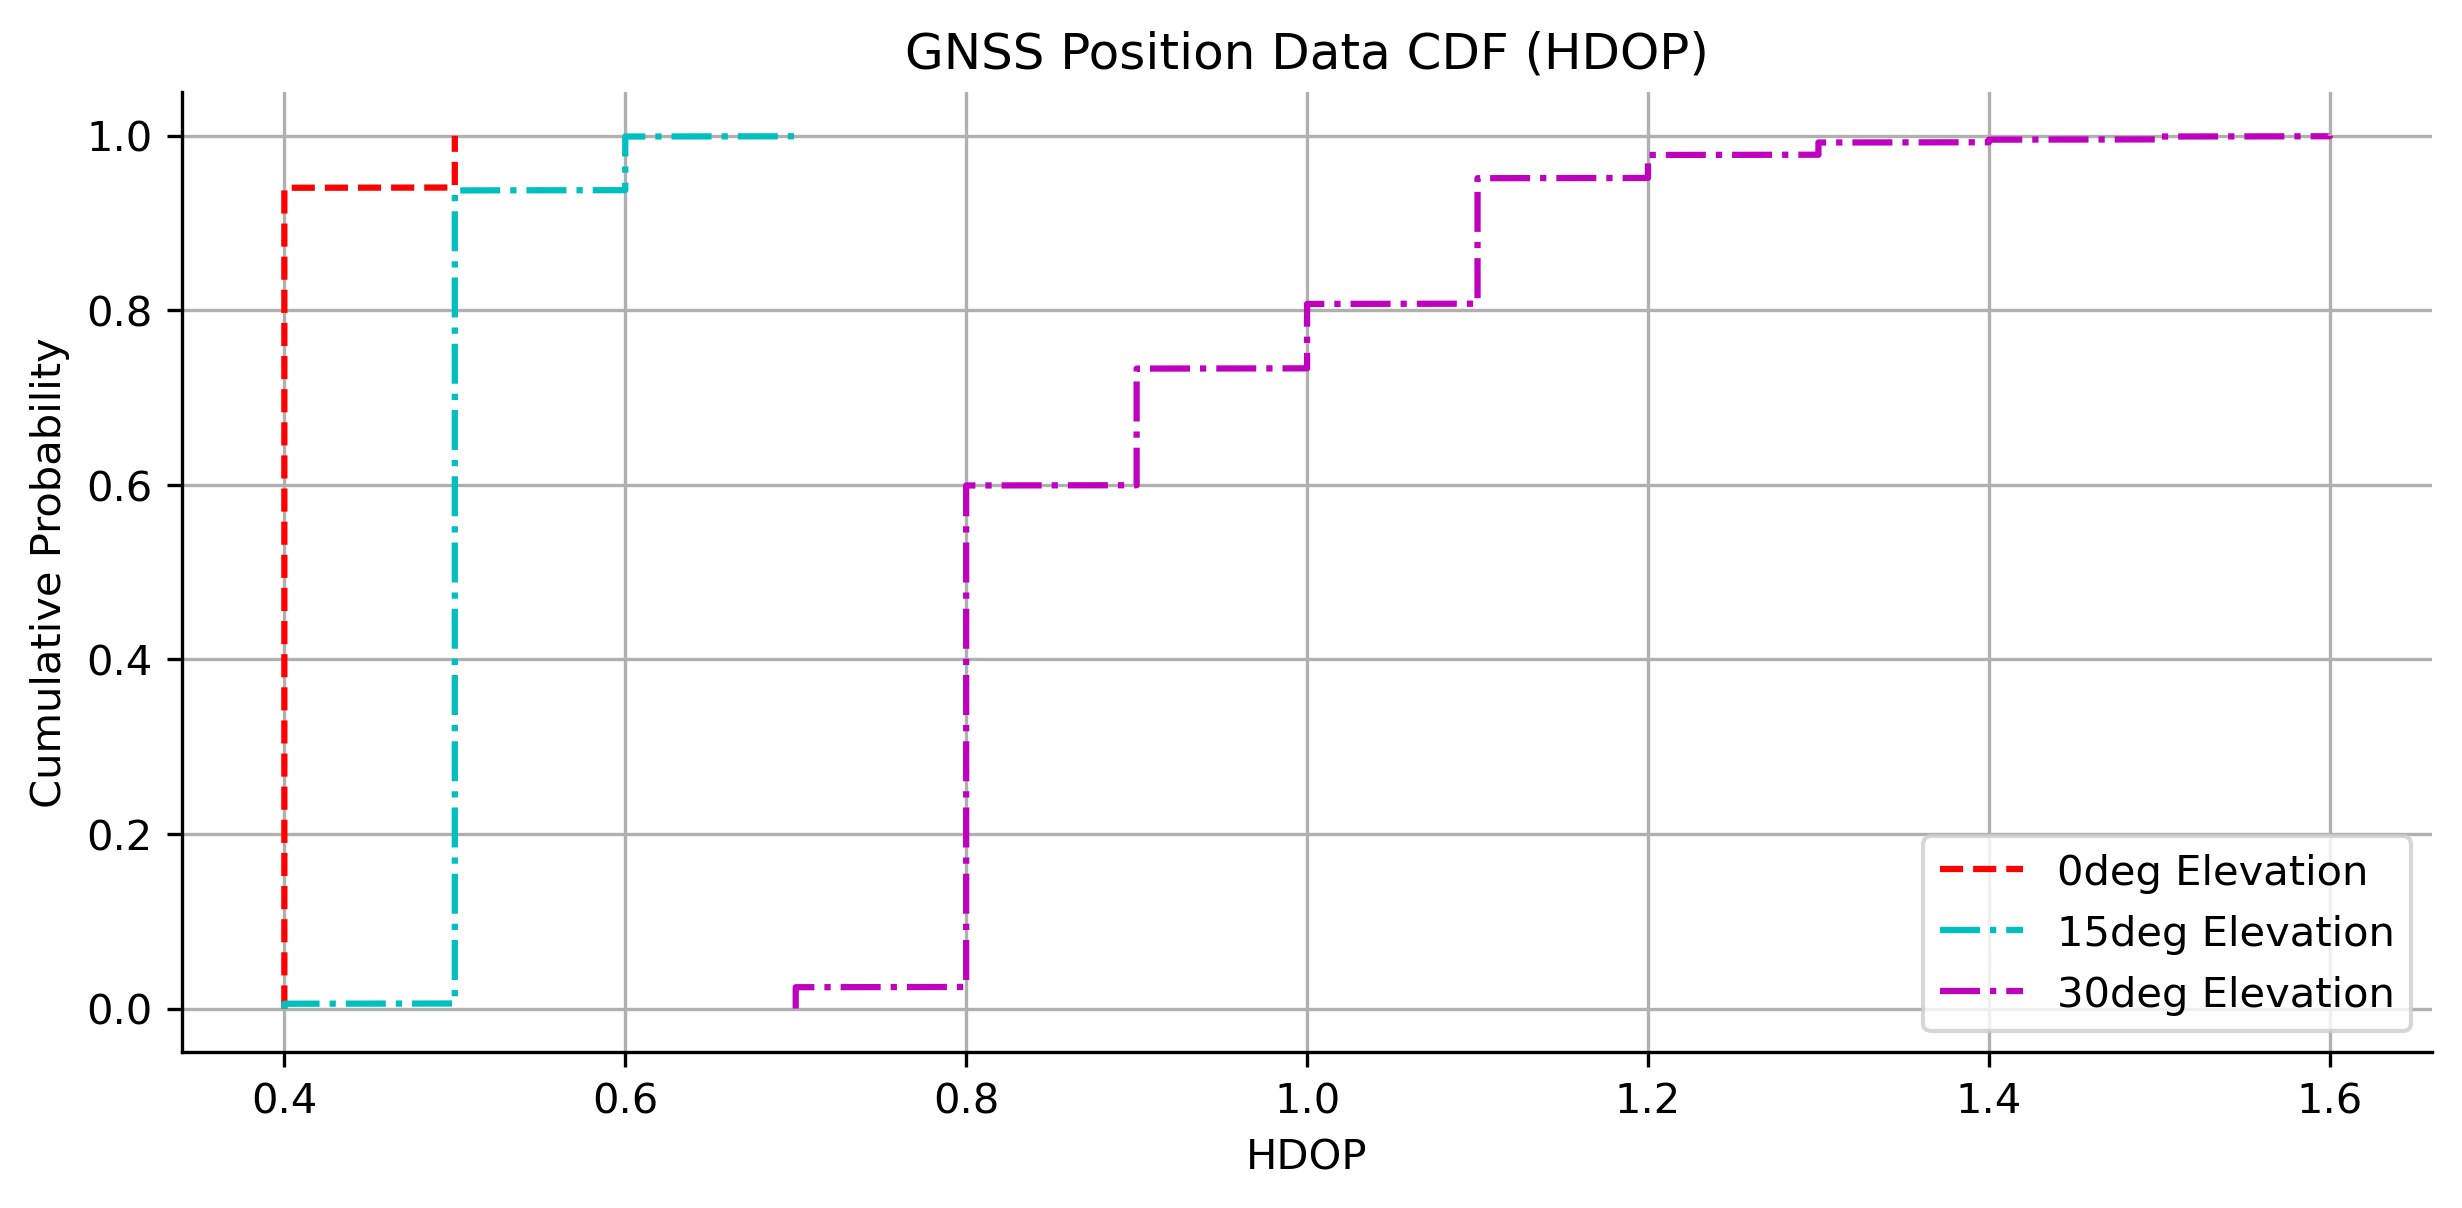 GNSS Position Data CDF (HDOP)
1.0
0.8
0.6
0.4
0.2
0.0
Cumulative Probability
0deg Elevation
15deg Elevation
30deg Elevation
0.4 0.6 0.8 1.0 1.2 1.4 1.6
HDOP